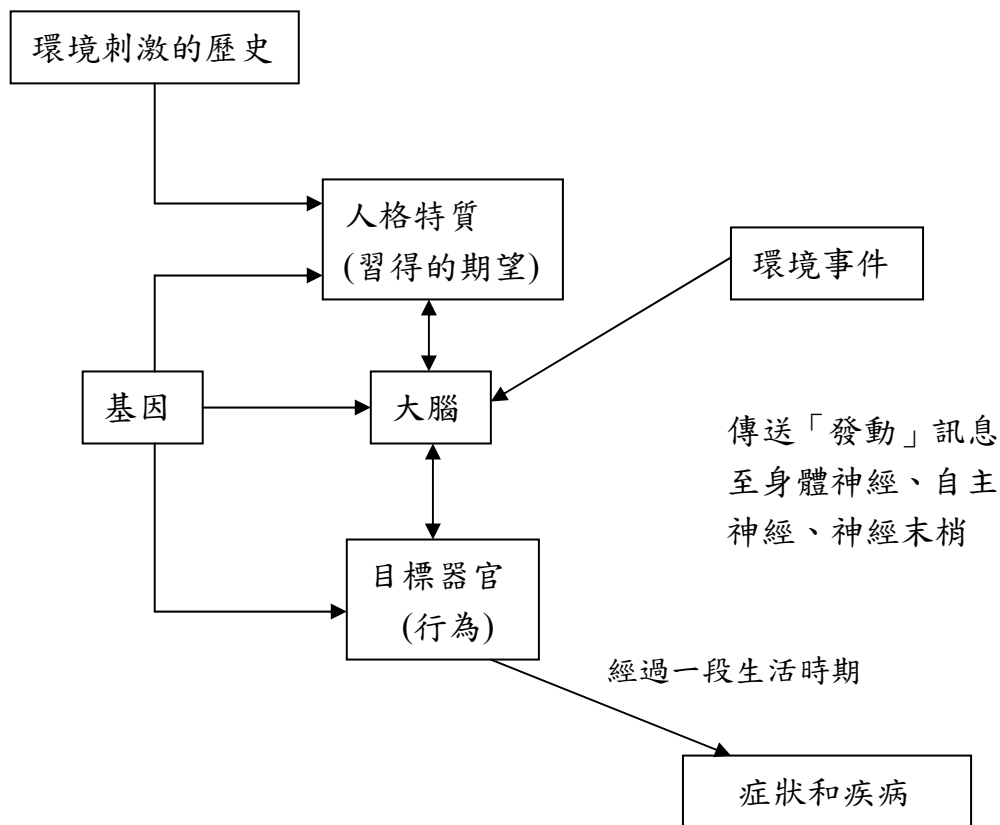 環境刺激的歷史
人格特質
(習得的期望)
環境事件
基因
大腦
傳送「發動」訊息
至身體神經、自主
神經、神經末梢
目標器官
(行為)
經過一段生活時期
症狀和疾病